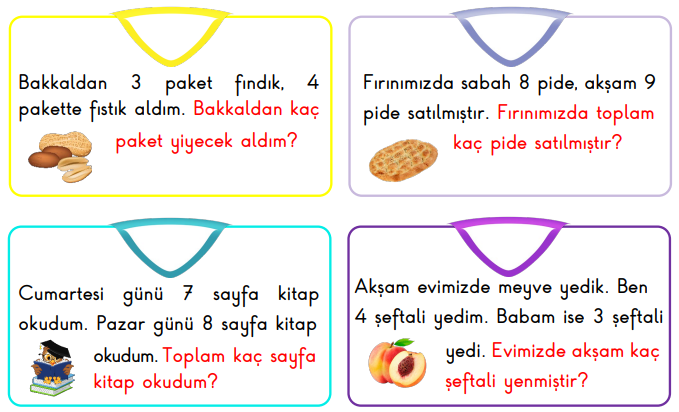 Bakkaldan 3 paket fındık, 4
pakette fıstık aldım. Bakkaldan kaç
paket yiyecek aldım?
Fırınımızda sabah 8 pide, akşam 9
pide satılmıştır. Fırınımızda toplam
kaç pide satılmıştır?
Cumartesi günü 7 sayfa kitap
okudum. Pazar günü 8 sayfa kitap
okudum. Toplam kaç sayfa
kitap okudum?
Akşam evimizde meyve yedik. Ben
4 şeftali yedim. Babam ise 3 şeftali
yedi. Evimizde akşam kaç
şeftali yenmiştir?